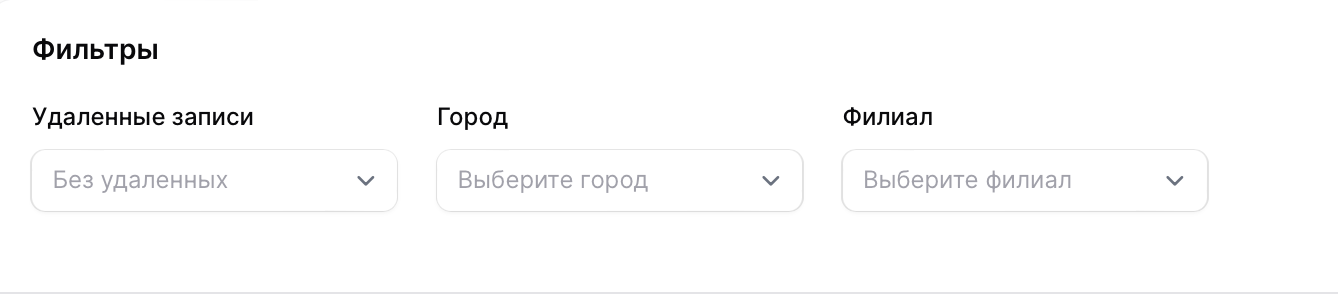 Фильтры
Удаленные записи
Город
Филиал
Без удаленных
Выберите город
Выберите филиал